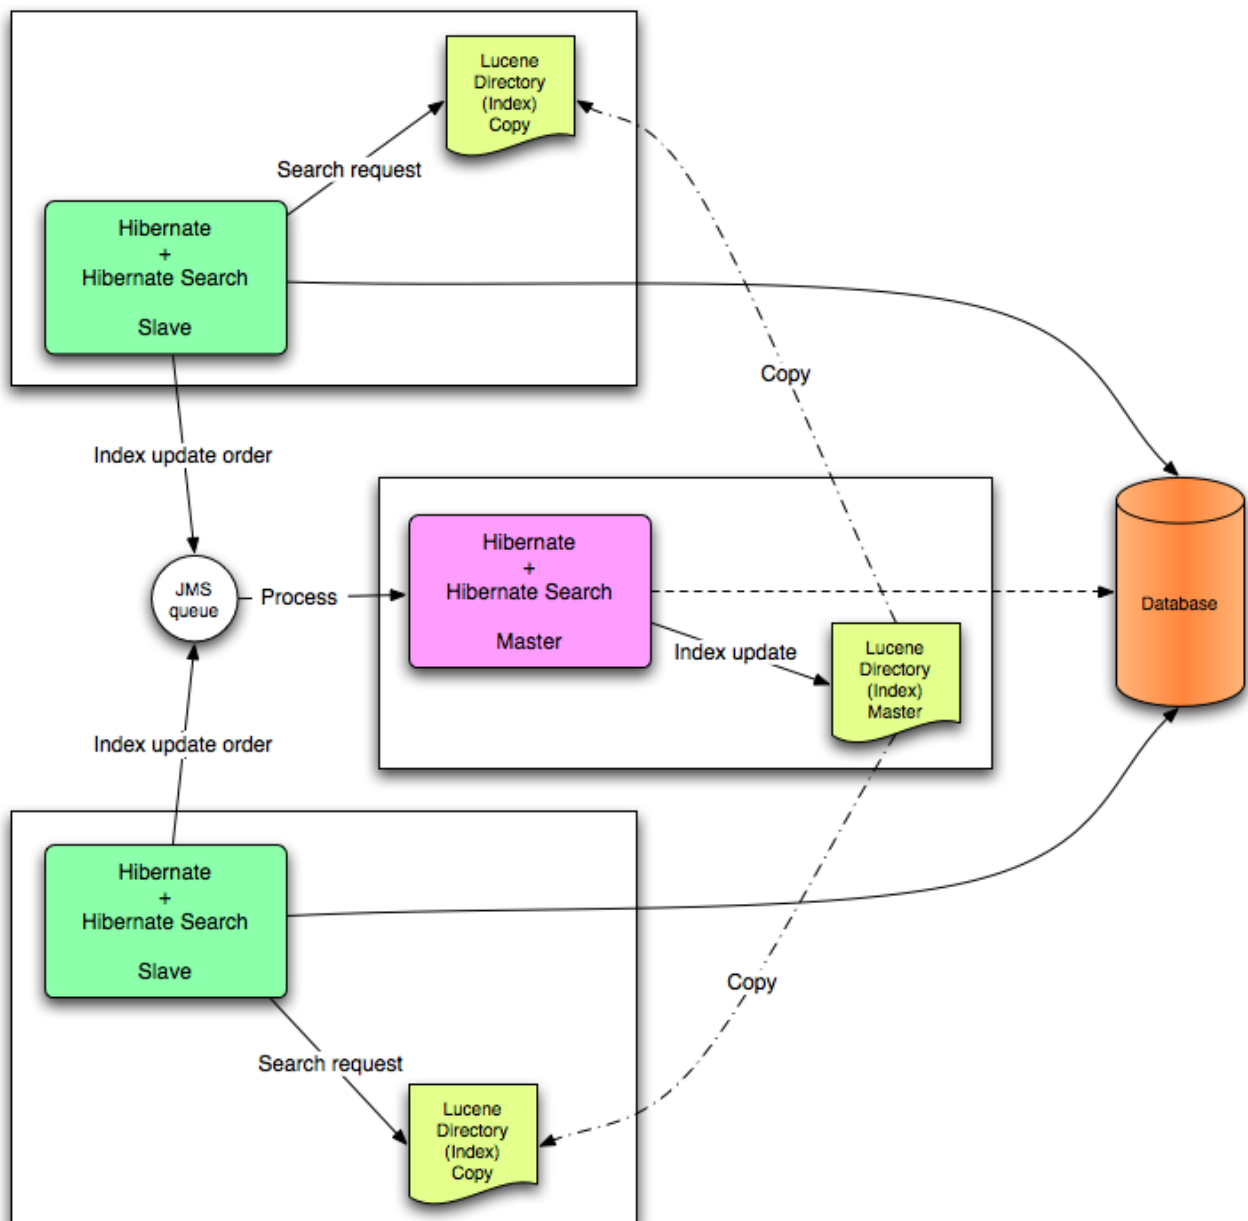 Lucene
Directory
(Index)
Copy
Search request
Hibernate
+
Hibernate Search
Slave
Copy
Index update order
Hibernate
+
Hibernate Search
Master
JMS
queue
Process
Database
Index update
Lucene
Directory
(Index)
Master
Index update order
Hibernate
+
Hibernate Search
Slave
Copy
Search request
Lucene
Directory
(Index)
Copy